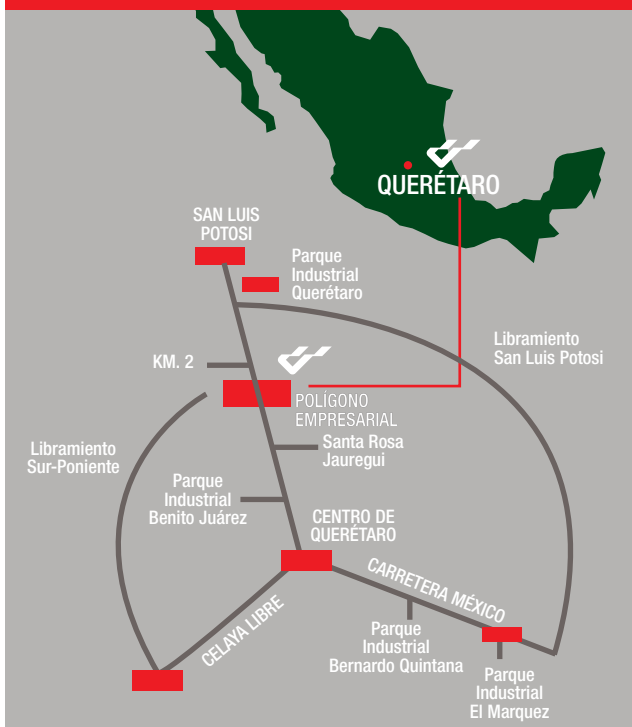 QUERÉTARO
SAN LUIS
POTOSI
Parque
Industrial
Querétaro
Libramiento
San Luis Potosi
KM. 2
POLÍGONO
EMPRESARIAL
Libramiento
Sur-Poniente
Santa Rosa
Jauregui
Parque
Industrial
Benito Juárez
CENTRO DE
QUERÉTARO
CARRETERA MÉXICO
CELAYA LIBRE
Parque
Industrial
Bernardo Quintana
Parque
Industrial
El Marquez